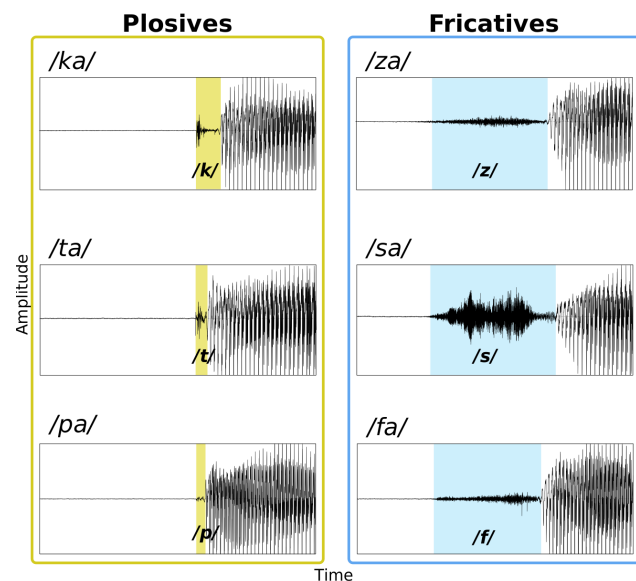 Plosives
/ka/
/k/
/ta/
/t/
/pa/
/p/
Fricatives
/za/
/z/
/sa/
/s/
/fa/
/f/
Amplitude
Time